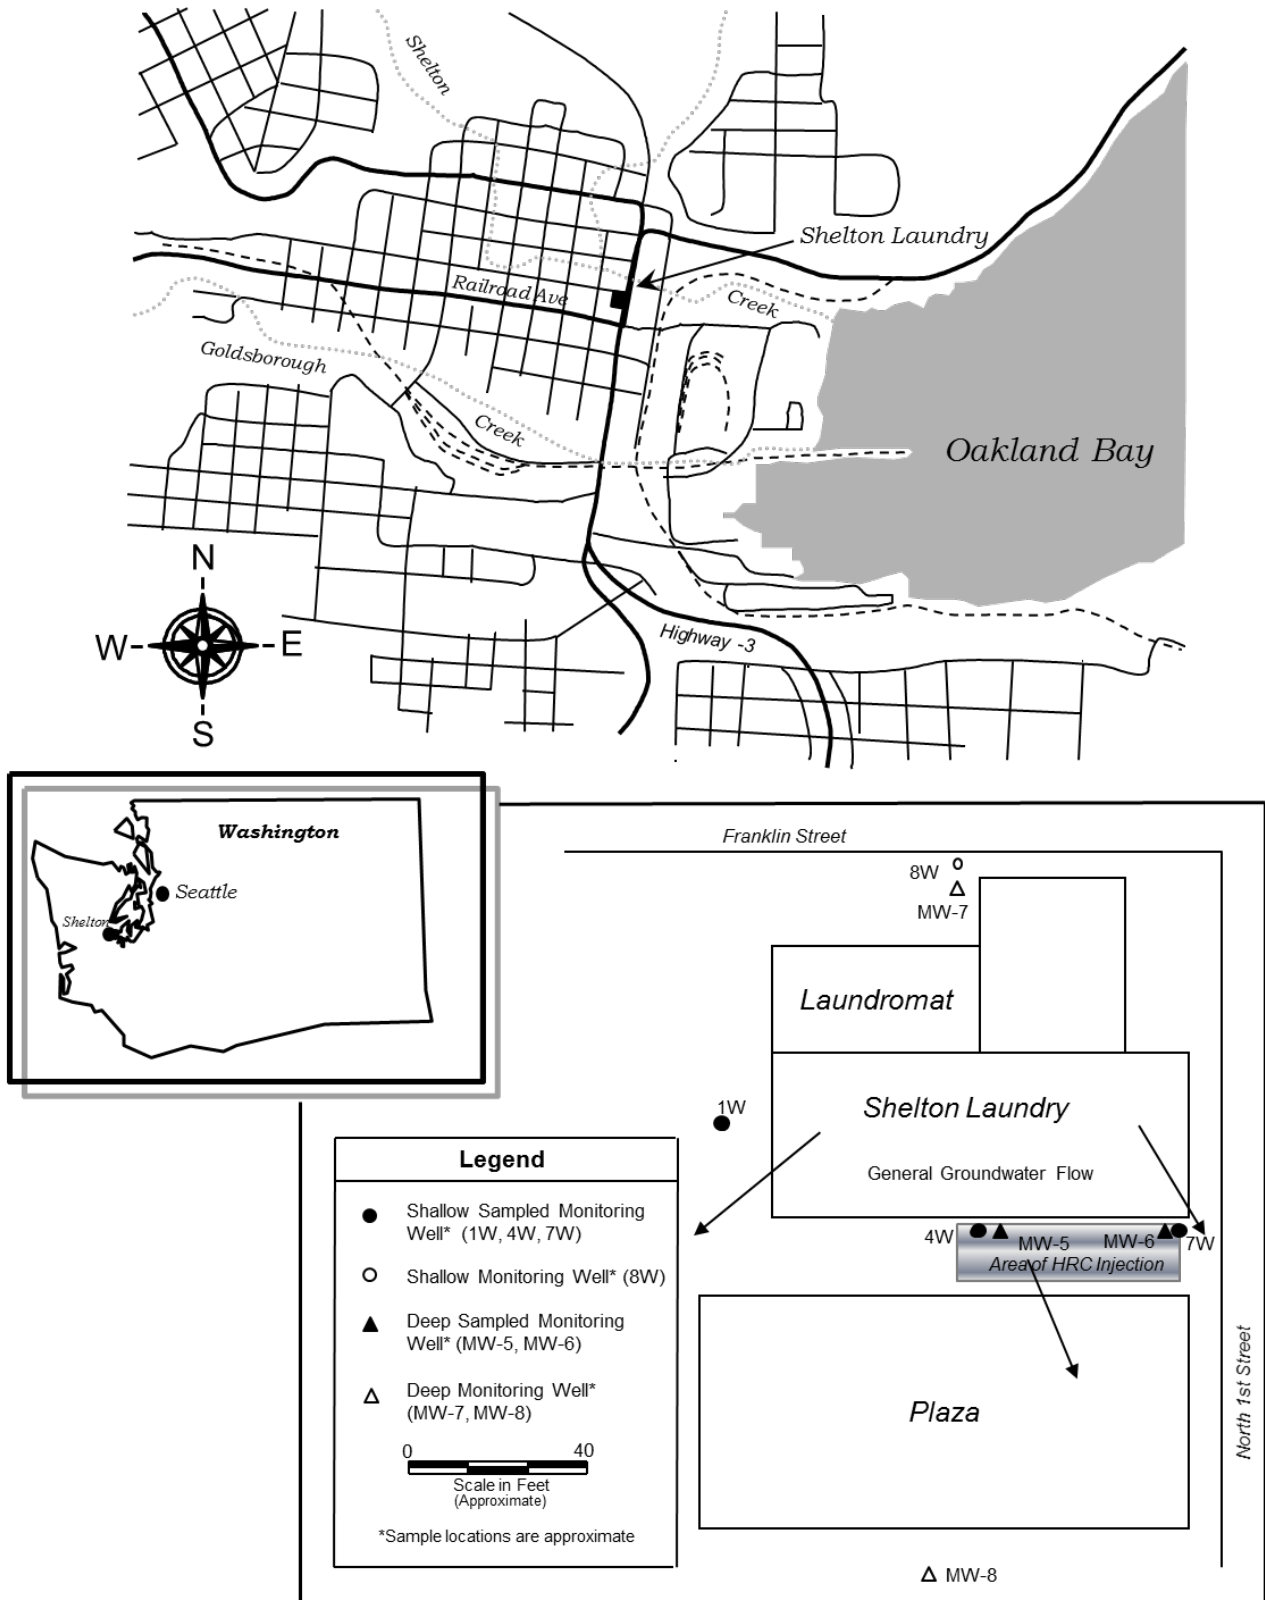 Shelton
Shelton Laundry
Railroad Ave
Creek
Goldsborough
Creek
Oakland Bay
N
W
E
S
Highway -3
Washington
Seattle
Shelton
Franklin Street
8W
MW-7
Laundromat
1W
Shelton Laundry
General Groundwater Flow
4W
MW-5
MW-6
7W
Area of HRC Injection
Plaza
North 1st Street
MW-8
Legend
Shallow Sampled Monitoring
Well* (1W, 4W, 7W)
Shallow Monitoring Well* (8W)
Deep Sampled Monitoring
Well* (MW-5, MW-6)
Deep Monitoring Well*
(MW-7, MW-8)
0
40
Scale in Feet
(Approximate)
*Sample locations are approximate